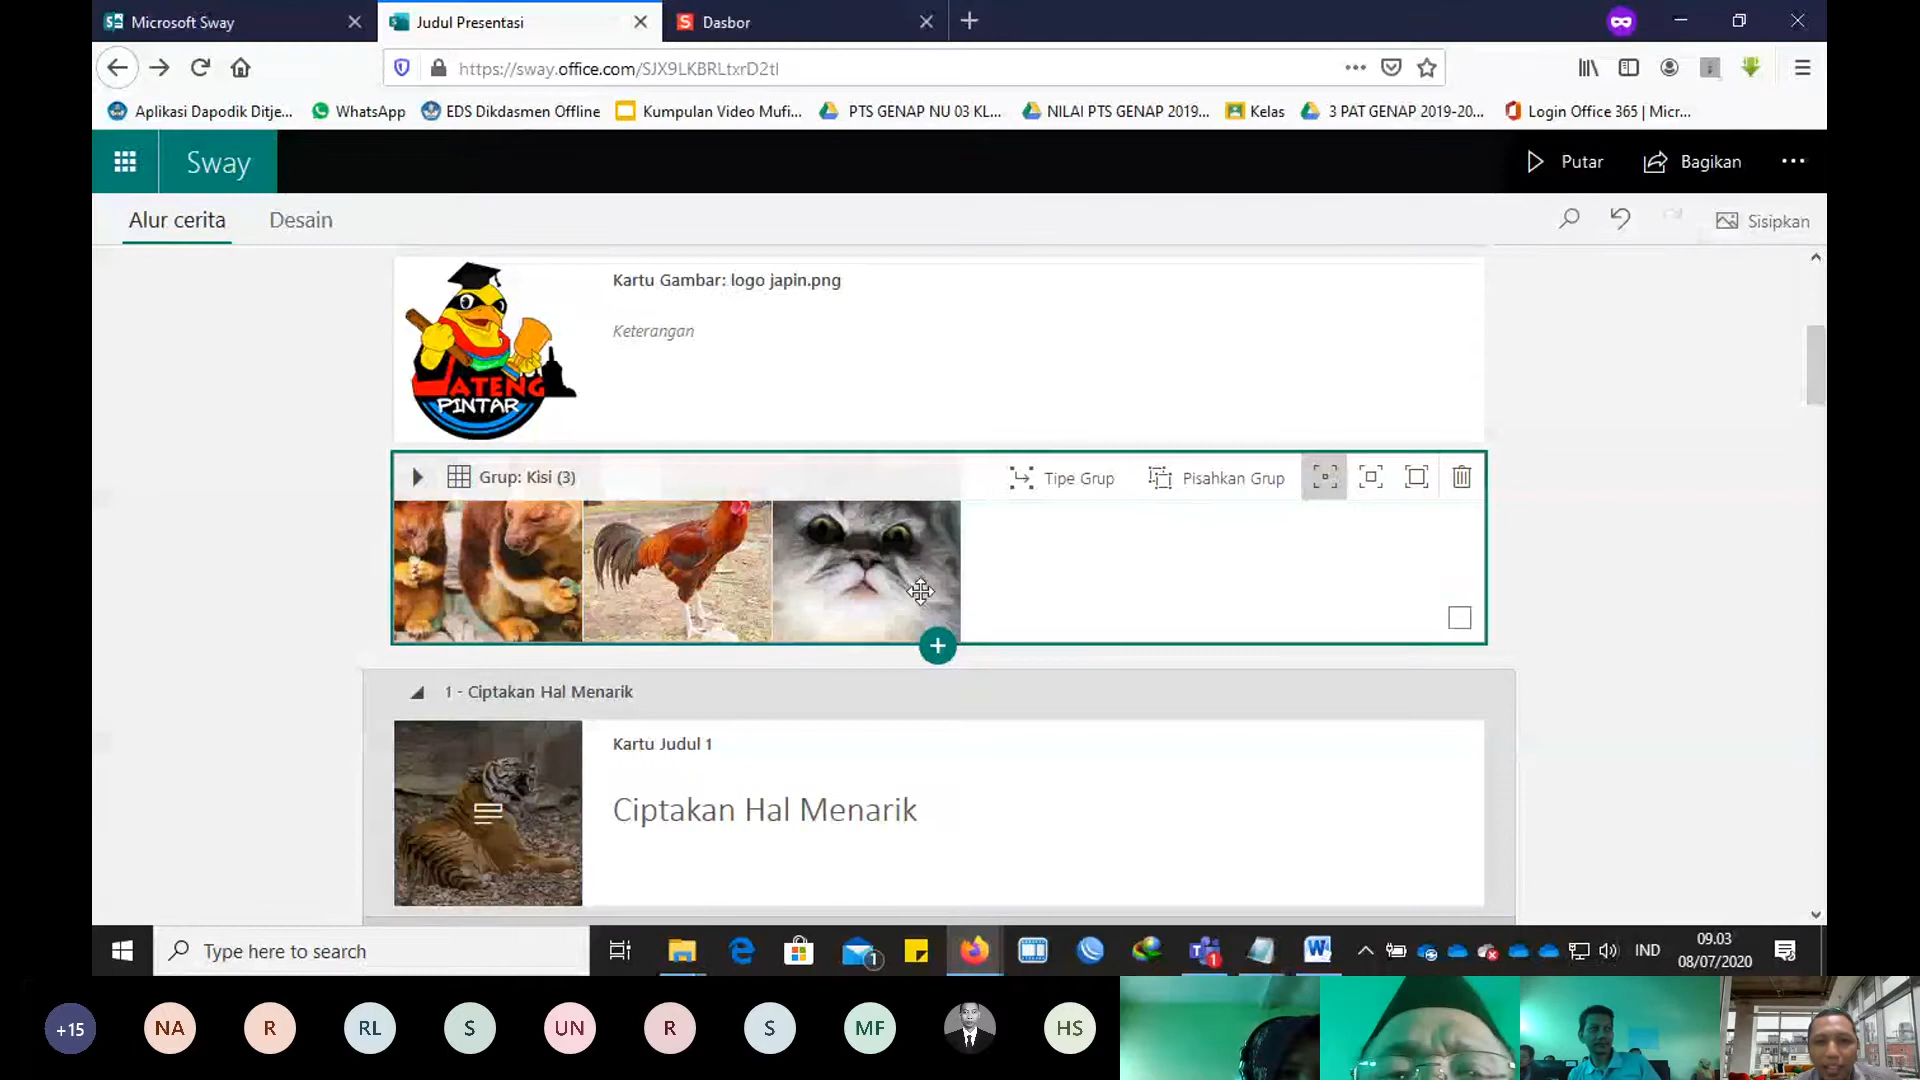 Microsoft Sway
Judul Presentasi
Dasbor
https://sway.office.com/SJX9LKBRLtxrD2tI
Aplikasi Dapodik Ditje...
WhatsApp
EDS Dikdasmen Offline
Kumpulan Video Mufi...
PTS GENAP NU 03 KL...
NILAI PTS GENAP 2019...
Kelas
3 PAT GENAP 2019-20...
Login Office 365 | Micr...
Sway
Putar
Bagikan
Alur cerita
Desain
Sisipkan
Kartu Gambar: logo japin.png
Keterangan
JATENG
PINTAR
Grup: Kisi (3)
Tipe Grup
Pisahkan Grup
1 - Ciptakan Hal Menarik
Kartu Judul 1
Ciptakan Hal Menarik
Type here to search
1
1
IND
09.03
08/07/2020
+15
NA
R
RL
S
UN
R
S
MF
HS